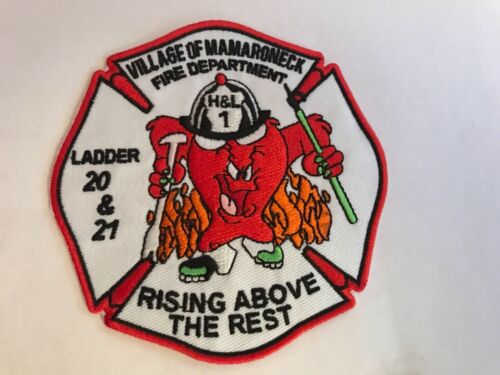 VILLAGE OF MAMARONECK
FIRE DEPARTMENT
H&L
1
LADDER
20
&
21
RISING ABOVE
THE REST